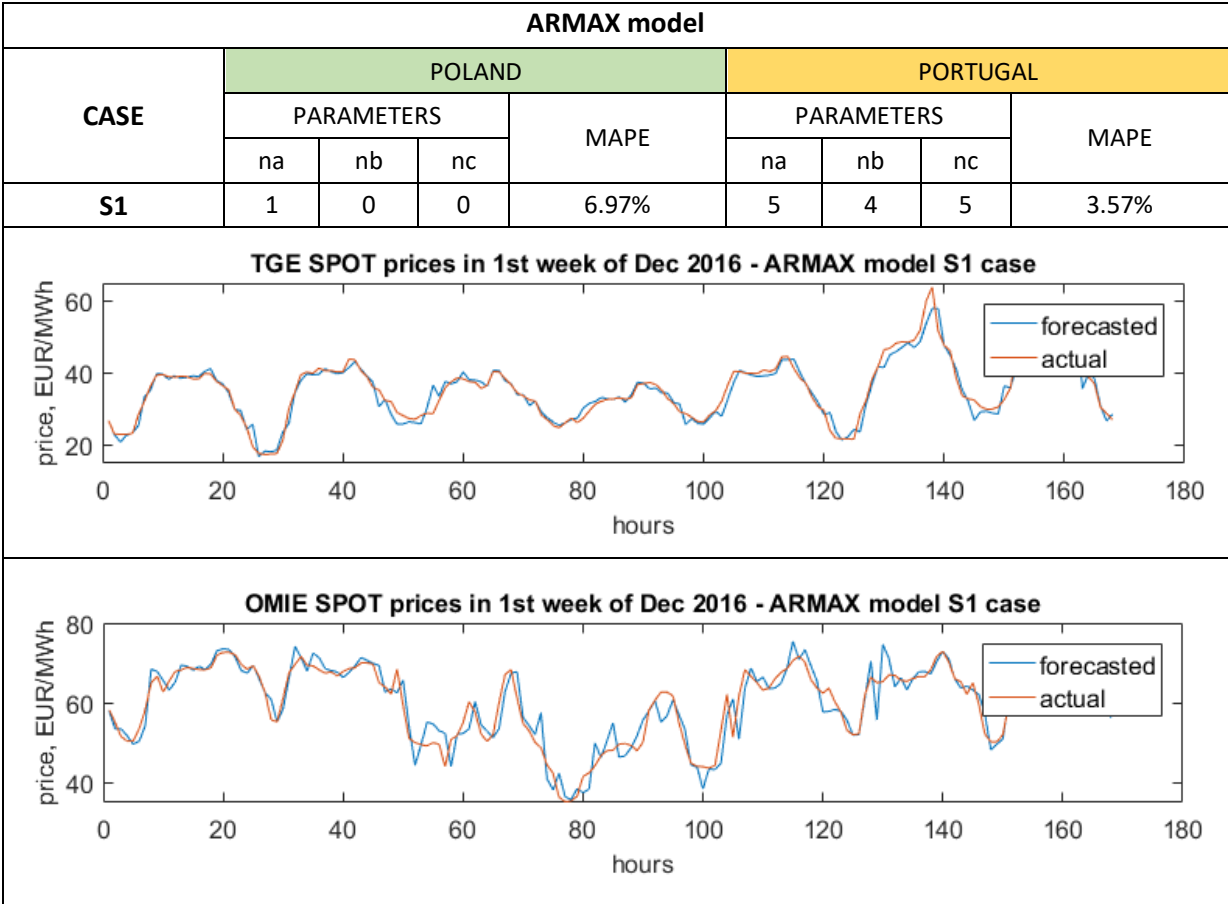 ARMAX model
CASE POLAND PORTUGAL
PARAMETERS MAPE PARAMETERS MAPE
na nb nc na nb nc
S1 1 0 0 6.97% 5 4 5 3.57%
TGE SPOT prices in 1st week of Dec 2016 - ARMAX model S1 case
price, EUR/MWh
60
40
20
forecasted
actual
0 20 40 60 80 100 120 140 160 180
hours
OMIE SPOT prices in 1st week of Dec 2016 - ARMAX model S1 case
price, EUR/MWh
80
60
40
forecasted
actual
0 20 40 60 80 100 120 140 160 180
hours